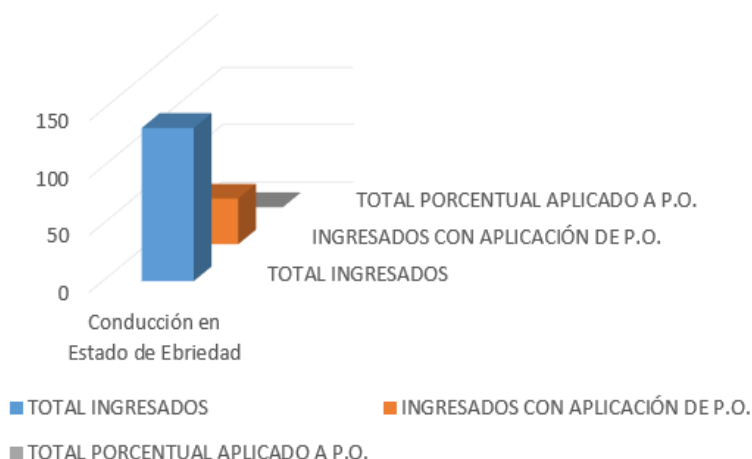 150
100
50
0
TOTAL PORCENTUAL APLICADO A P.O.
INGRESADOS CON APLICACIÓN DE P.O.
TOTAL INGRESADOS
Conducción en
Estado de Ebriedad
TOTAL INGRESADOS
INGRESADOS CON APLICACIÓN DE P.O.
TOTAL PORCENTUAL APLICADO A P.O.